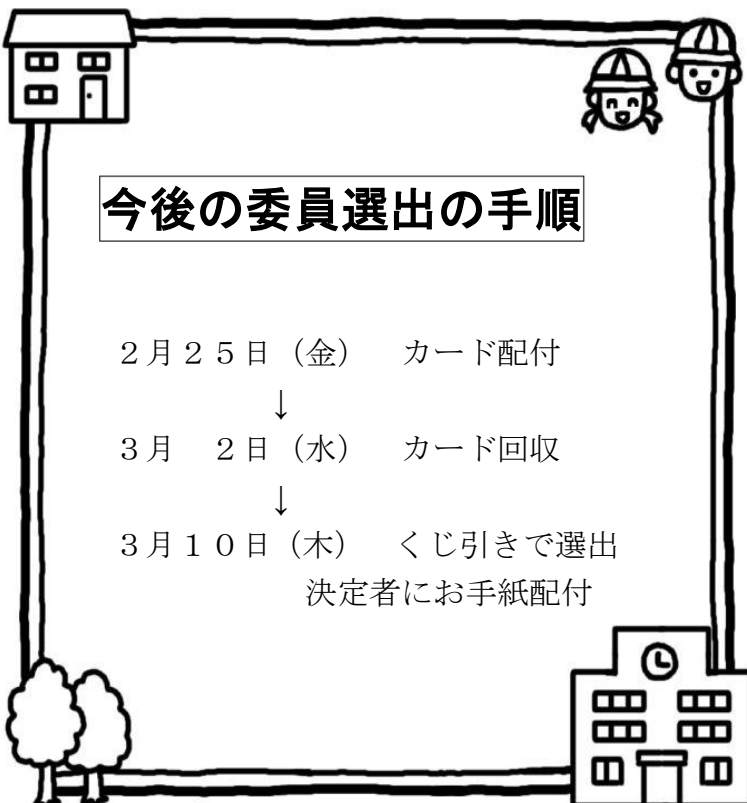 今後の委員選出の手順
２月２５日（金）　カード配付
↓
３月　２日（水）　カード回収
↓
３月１０日（木）　くじ引きで選出
決定者にお手紙配付